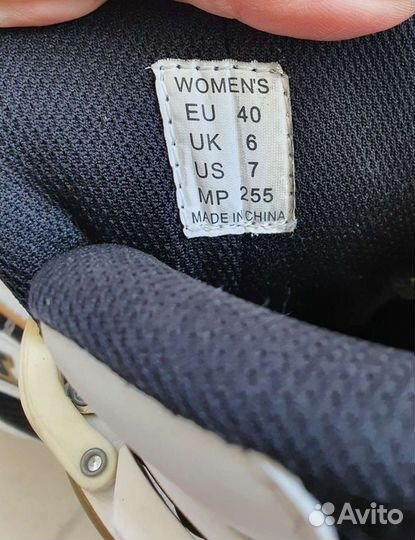 WOMEN'S
EU 40
UK 6
US 7
MP 255
MADE IN CHINA
Avito